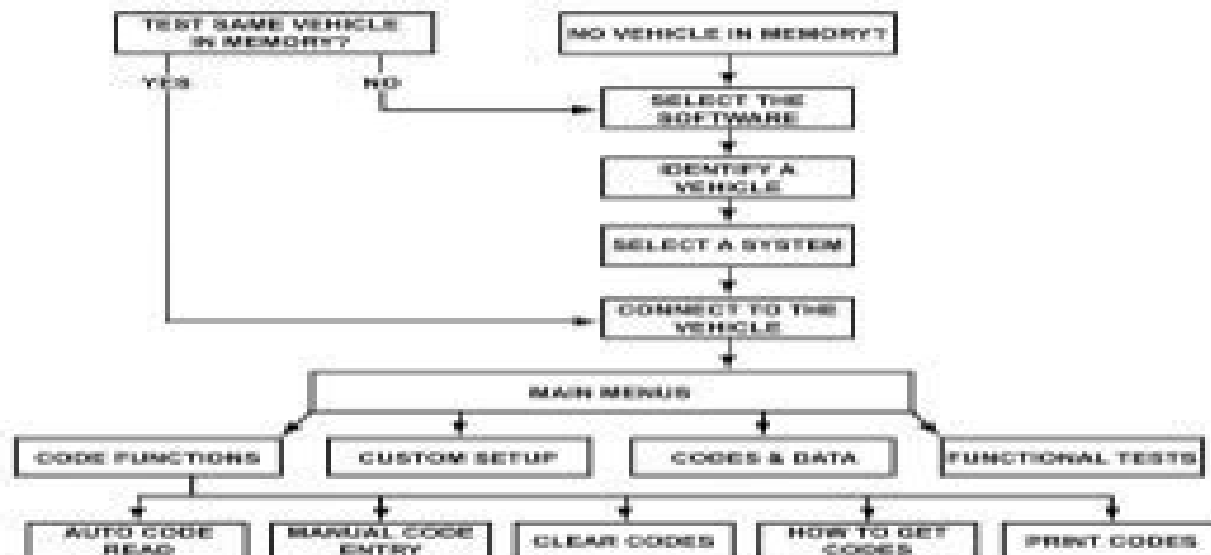 TEST SAME VEHICLE
IN MEMORY?
NO VEHICLE IN MEMORY?
YES
NO
SELECT THE
SOFTWARE
IDENTIFY A
VEHICLE
SELECT A SYSTEM
CONNECT TO THE
VEHICLE
MAIN MENUS
CODE FUNCTIONS
CUSTOM SETUP
CODES & DATA
FUNCTIONAL TESTS
AUTO CODE
READ
MANUAL CODE
ENTRY
CLEAR CODES
HOW TO GET
CODES
PRINT CODES